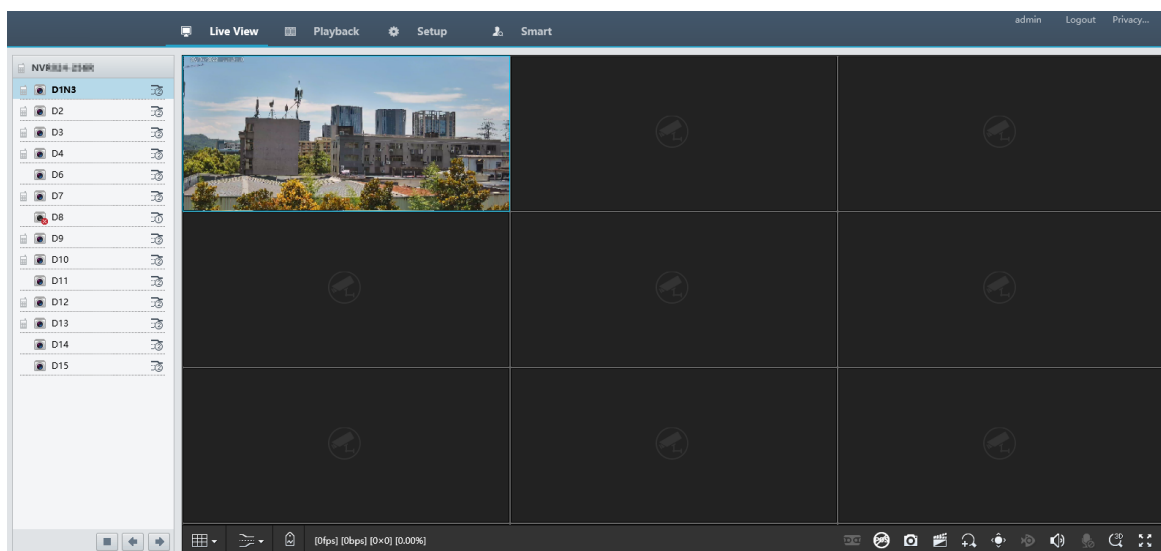 admin Logout Privacy...
Live View Playback Setup Smart
D1N3
D2
D3
D4
D6
D7
D8
D9
D10
D11
D12
D13
D14
D15
[0fps] [0bps] [0×0] [0.00%]
3D